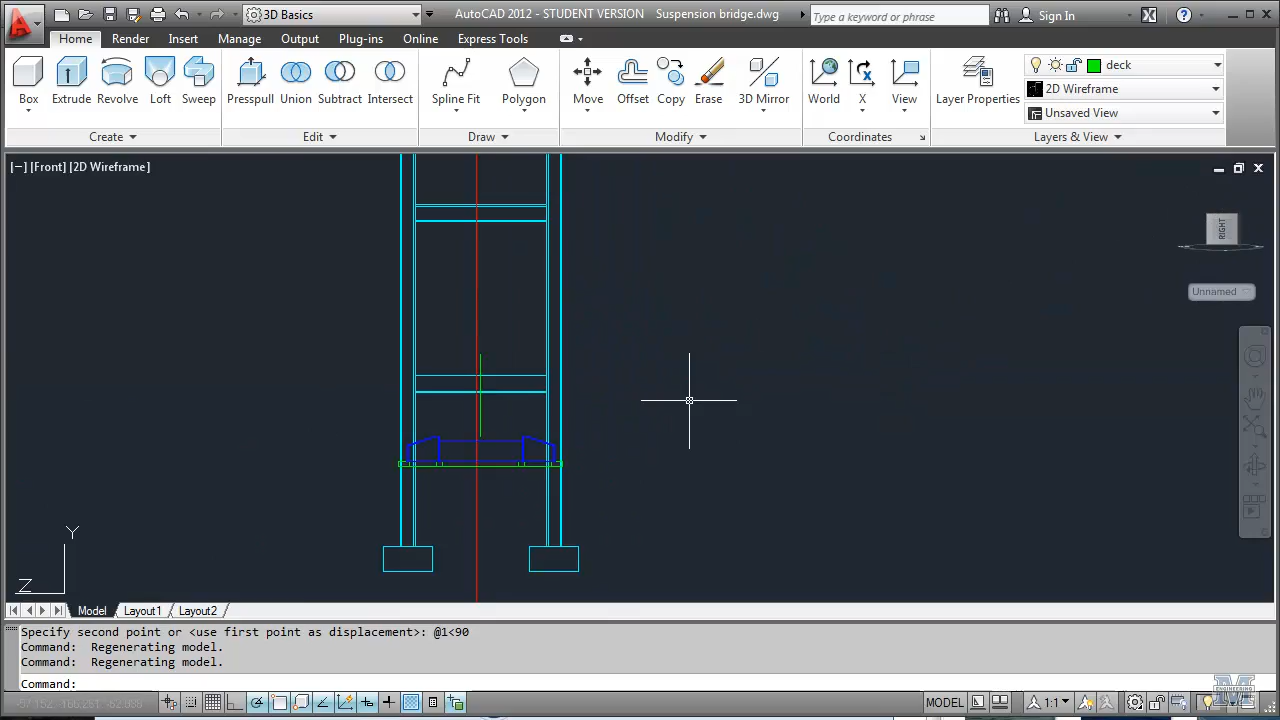 3D Basics AutoCAD 2012 - STUDENT VERSION Suspension bridge.dwg Type a keyword or phrase Sign In
Home Render Insert Manage Output Plug-ins Online Express Tools
Box Extrude Revolve Loft Sweep Presspull Union Subtract Intersect Spline Fit Polygon Move Offset Copy Erase 3D Mirror World X View Layer Properties
deck
2D Wireframe
Unsaved View
Create Edit Draw Modify Coordinates Layers & View
[−] [Front] [2D Wireframe]
RIGHT
Unnamed
Y
Z
Model Layout1 Layout2
Specify second point or <use first point as displacement>: @1<90
Command: Regenerating model.
Command: Regenerating model.
Command:
MODEL 1:1
ENGINEERING